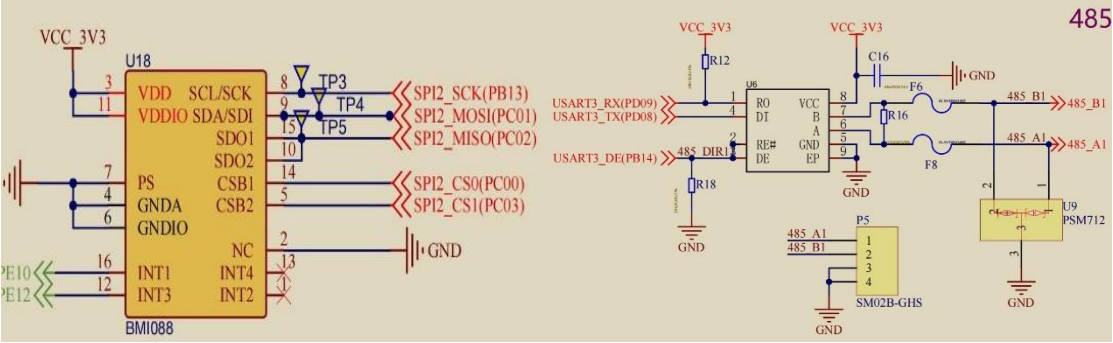 485
VCC_3V3
U18
3 VDD SCL/SCK 8 TP3 SPI2_SCK(PB13)
11 VDDIO SDA/SDI 9 TP4 SPI2_MOSI(PC01)
SDO1 15 TP5 SPI2_MISO(PC02)
SDO2 10
7 PS CSB1 14 SPI2_CS0(PC00)
4 GNDA CSB2 5 SPI2_CS1(PC03)
6 GNDIO
NC 2 GND
PE10 16 INT1 INT4 13
PE12 12 INT3 INT2 1
BMI088
VCC_3V3
VCC_3V3
R12
C16
GND
U6
F6
USART3_RX(PD09) 1 RO VCC 8
USART3_TX(PD08) 4 DI B 7 R16
485_B1 485_B1
A 6
2 RE# GND 5
USART3_DE(PB14) 485_DIR1 3 DE EP 9
F8
485_A1 485_A1
R18
GND
GND
2 1
U9
2 1
PSM712
3
3
GND
P5
485_A1 1
485_B1 2
3
4
SM02B-GHS
GND